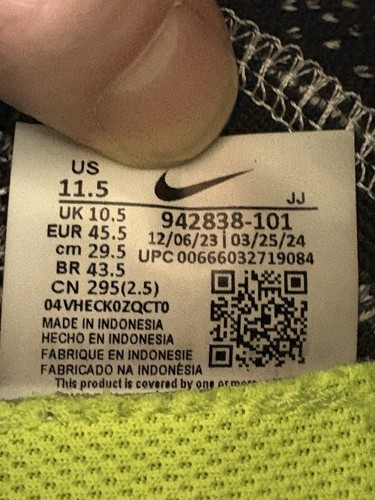 US
11.5
JJ
UK 10.5
942838-101
EUR 45.5
12/06/23 | 03/25/24
cm 29.5
UPC 00666032719084
BR 43.5
CN 295(2.5)
04VHECK0ZQCT0
MADE IN INDONESIA
HECHO EN INDONESIA
FABRIQUE EN INDONESIE
FABRICADO NA INDONÉSIA
This product is covered by one or more